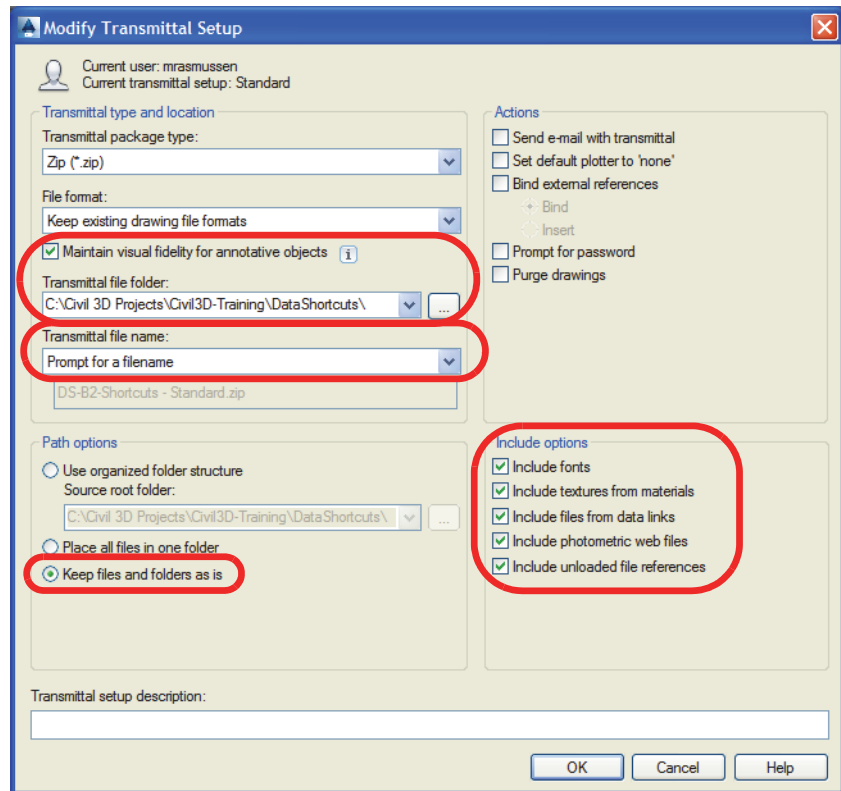 Modify Transmittal Setup
Current user: mrasmussen
Current transmittal setup: Standard
Transmittal type and location
Transmittal package type:
Zip (*.zip)
File format:
Keep existing drawing file formats
Maintain visual fidelity for annotative objects
i
Transmittal file folder:
C:\Civil 3D Projects\Civil3D-Training\DataShortcuts\
...
Transmittal file name:
Prompt for a filename
DS-B2-Shortcuts - Standard.zip
Actions
Send e-mail with transmittal
Set default plotter to 'none'
Bind external references
Bind
Insert
Prompt for password
Purge drawings
Path options
Use organized folder structure
Source root folder:
C:\Civil 3D Projects\Civil3D-Training\DataShortcuts\
...
Place all files in one folder
Keep files and folders as is
Include options
Include fonts
Include textures from materials
Include files from data links
Include photometric web files
Include unloaded file references
Transmittal setup description:
OK
Cancel
Help